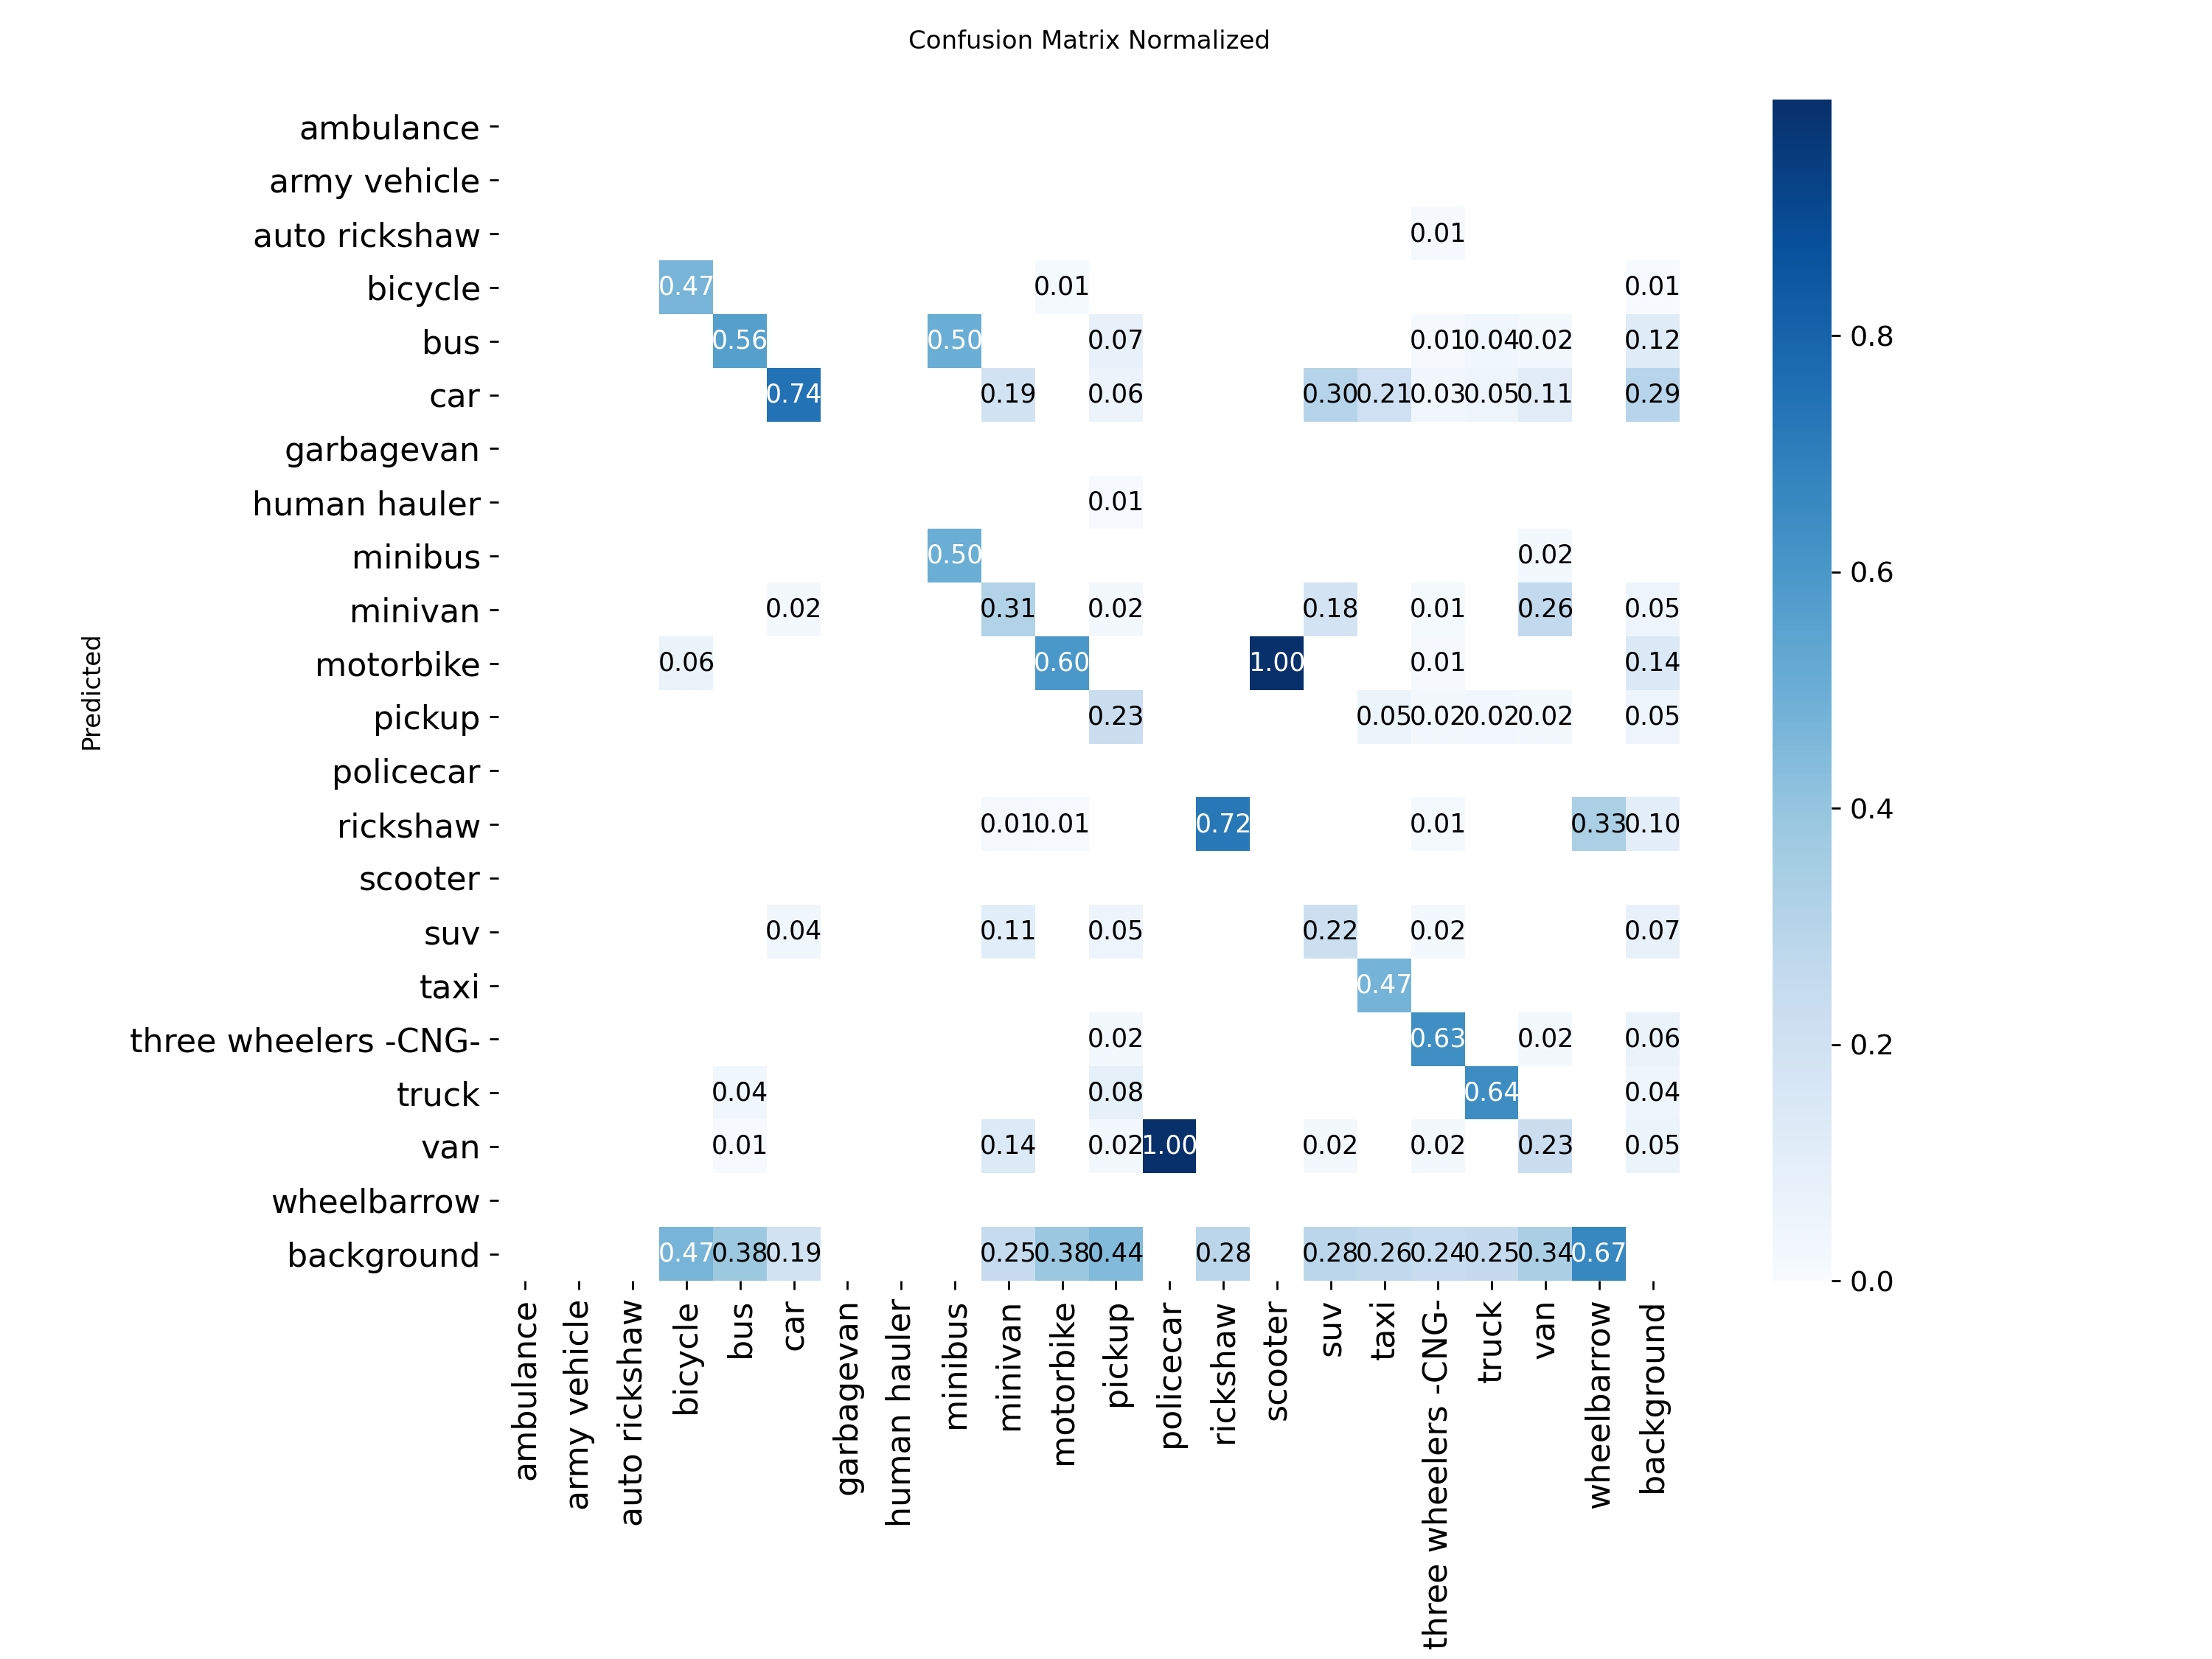 Confusion Matrix Normalized
Predicted
ambulance
army vehicle
auto rickshaw 0.01
bicycle 0.47 0.01 0.01
bus 0.56 0.50 0.07 0.01 0.04 0.02 0.12
car 0.74 0.19 0.06 0.30 0.21 0.03 0.05 0.11 0.29
garbagevan
human hauler 0.01
minibus 0.50 0.02
minivan 0.02 0.31 0.02 0.18 0.01 0.26 0.05
motorbike 0.06 0.60 1.00 0.01 0.14
pickup 0.23 0.05 0.02 0.02 0.02 0.05
policecar
rickshaw 0.01 0.01 0.72 0.01 0.33 0.10
scooter
suv 0.04 0.11 0.05 0.22 0.02 0.07
taxi 0.47
three wheelers -CNG- 0.02 0.63 0.02 0.06
truck 0.04 0.08 0.64 0.04
van 0.01 0.14 0.02 1.00 0.02 0.02 0.23 0.05
wheelbarrow
background 0.47 0.38 0.19 0.25 0.38 0.44 0.28 0.28 0.26 0.24 0.25 0.34 0.67
ambulance
army vehicle
auto rickshaw
bicycle
bus
car
garbagevan
human hauler
minibus
minivan
motorbike
pickup
policecar
rickshaw
scooter
suv
taxi
three wheelers -CNG-
truck
van
wheelbarrow
background
0.8
0.6
0.4
0.2
0.0